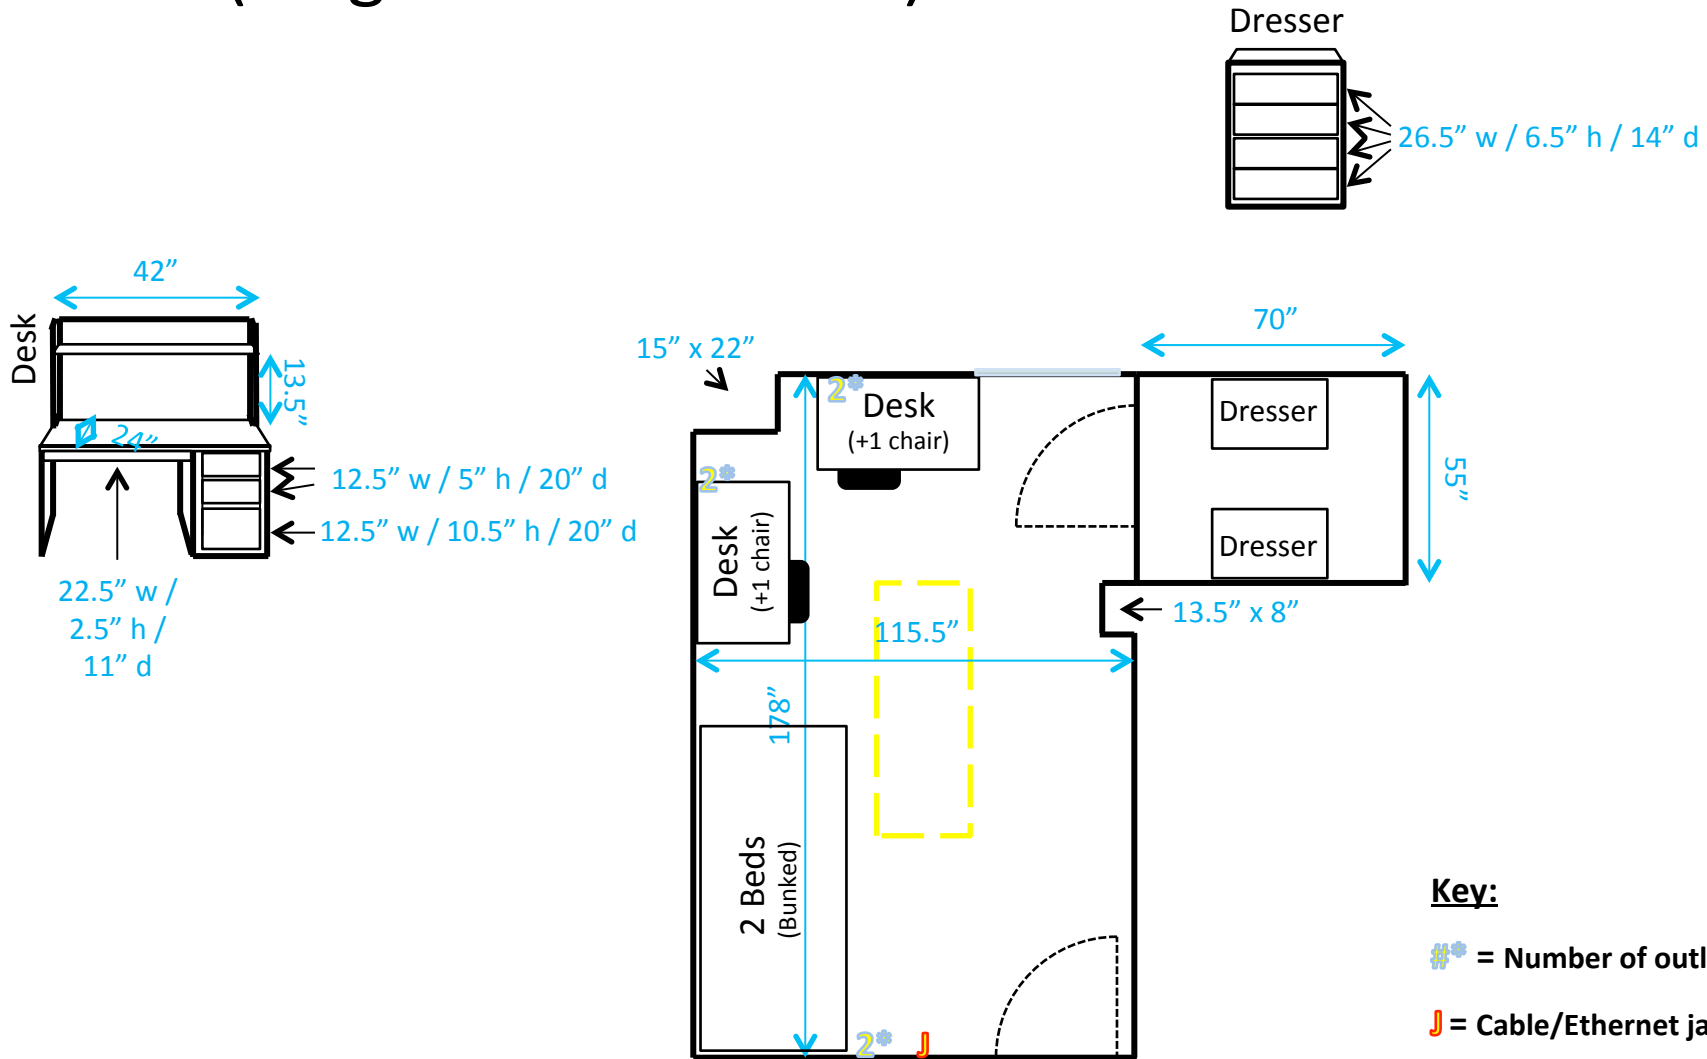 Dresser
26.5” w / 6.5” h / 14” d
42”
Desk
13.5”
24”
12.5” w / 5” h / 20” d
12.5” w / 10.5” h / 20” d
22.5” w /
2.5” h /
11” d
15” x 22”
70”
2*
Desk
(+1 chair)
Dresser
55”
2*
Desk
(+1 chair)
Dresser
13.5” x 8”
115.5”
178”
2 Beds
(Bunked)
2*
J
Key:
#* = Number of outl
J = Cable/Ethernet ja